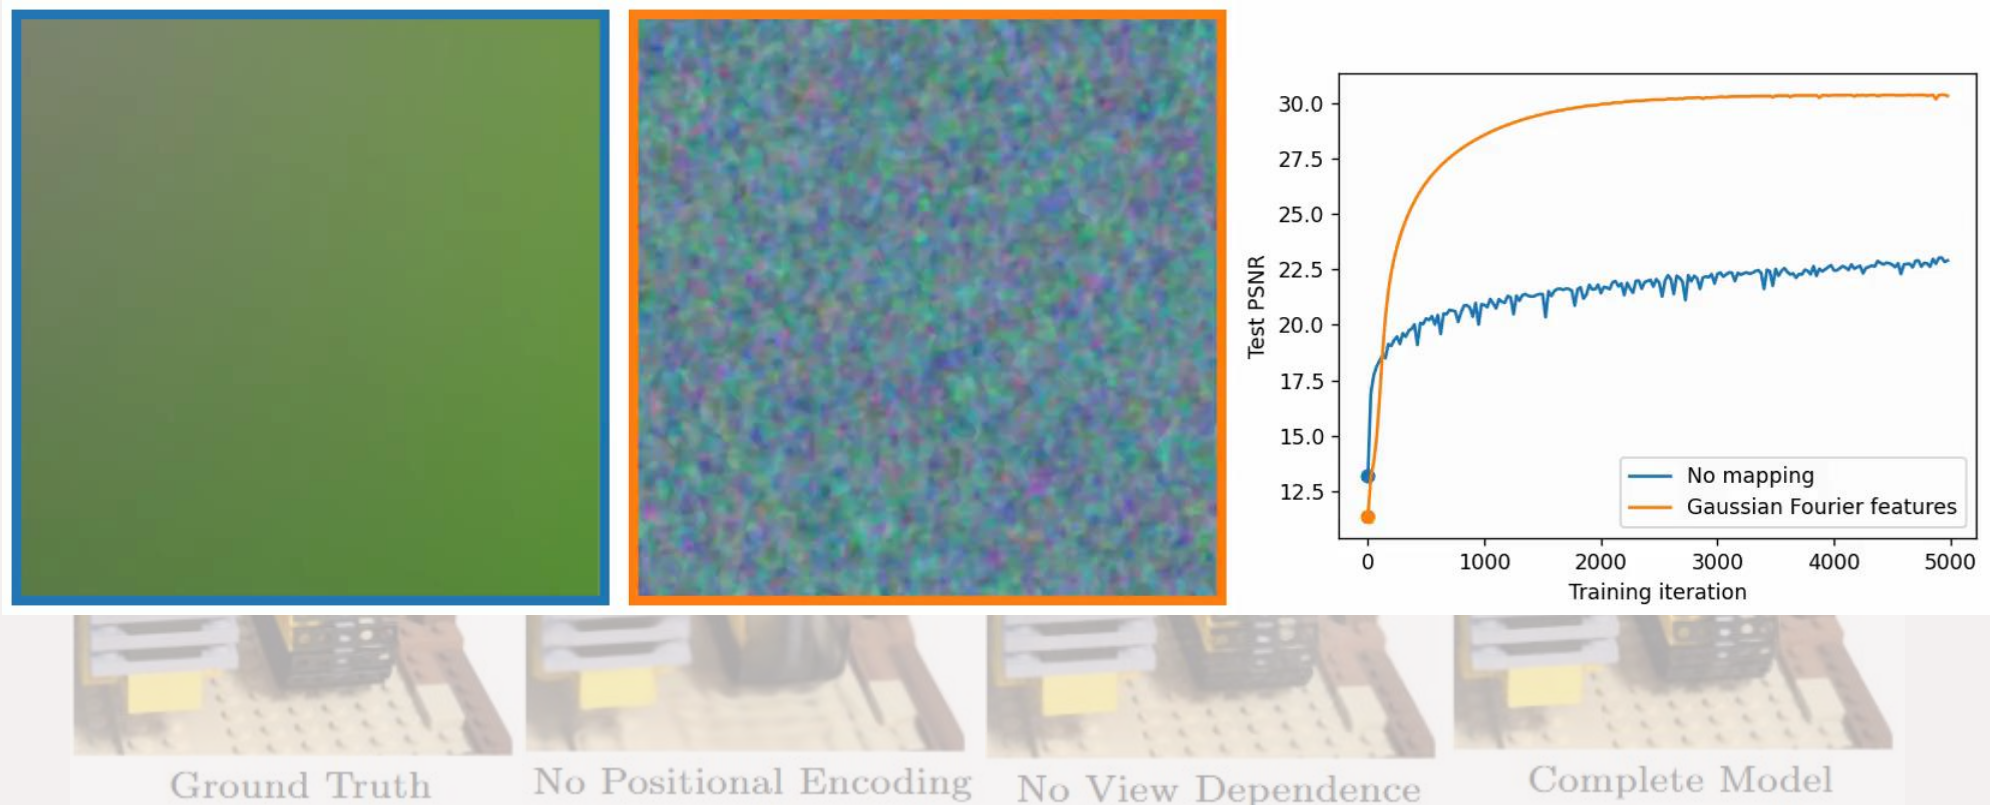 30.0
27.5
25.0
22.5
20.0
17.5
15.0
12.5
Test PSNR
No mapping
Gaussian Fourier features
0 1000 2000 3000 4000 5000
Training iteration
Ground Truth
No Positional Encoding
No View Dependence
Complete Model